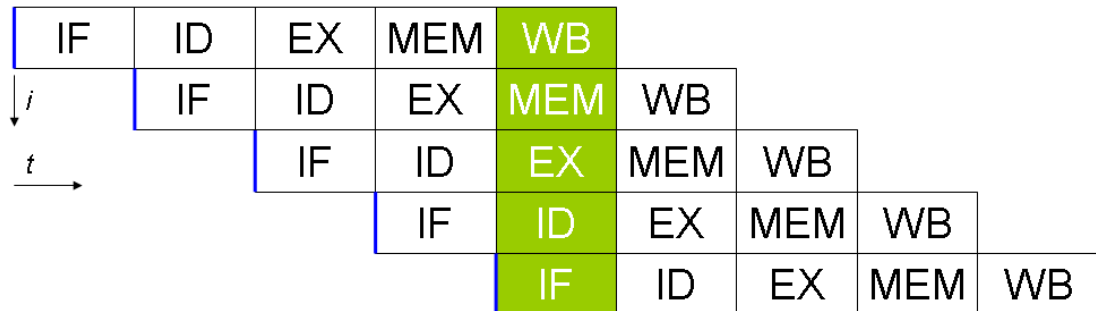 IF ID EX MEM WB
i IF ID EX MEM WB
t IF ID EX MEM WB
IF ID EX MEM WB
IF ID EX MEM WB